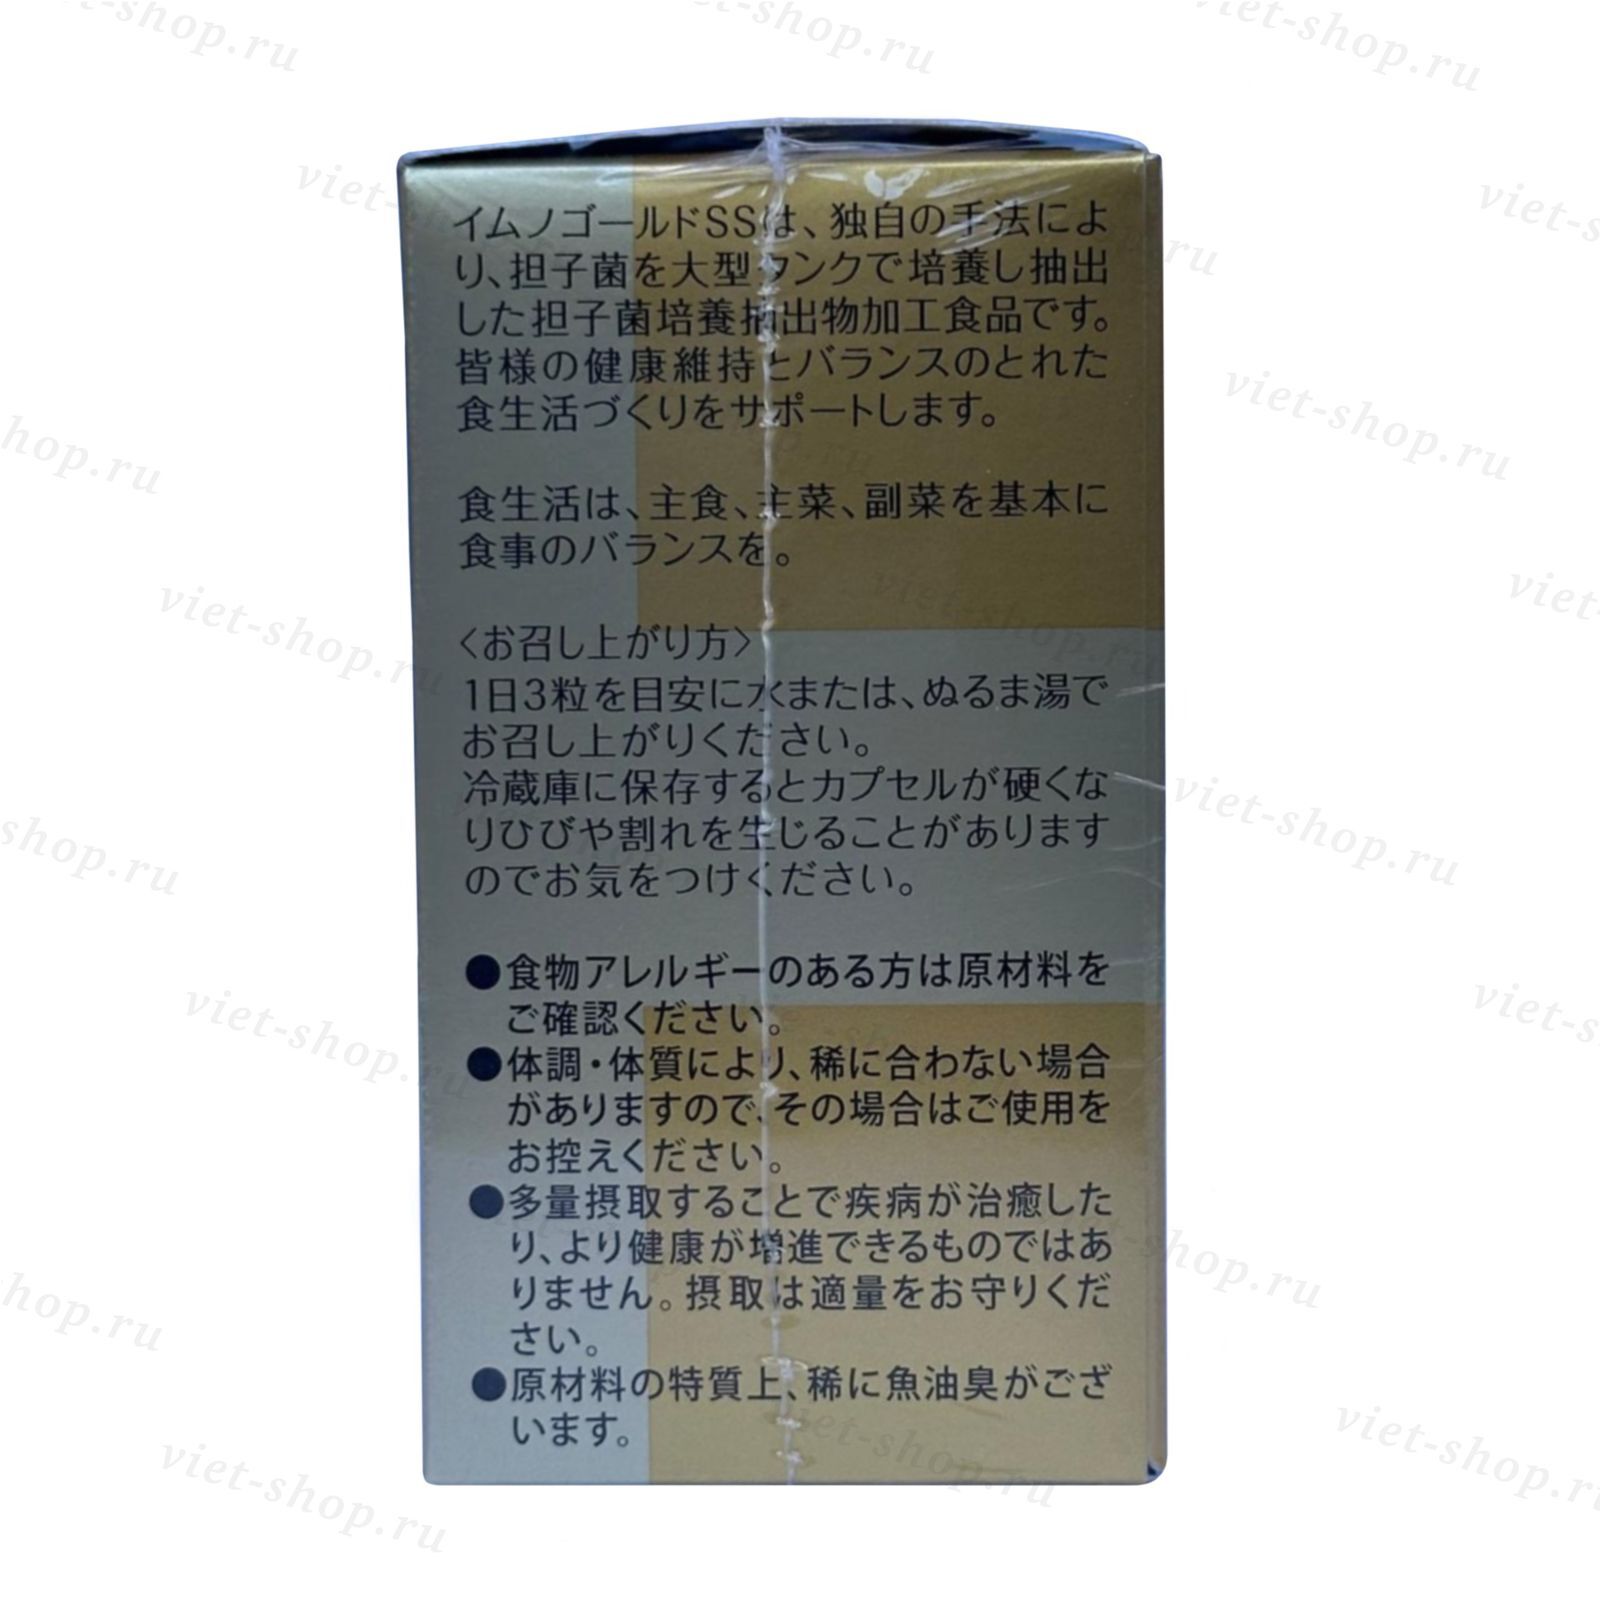 イムノゴールドSSは、独自の手法によ
り、担子菌を大型タンクで培養し抽出
した担子菌培養抽出物加工食品です。
皆様の健康維持とバランスのとれた
食生活づくりをサポートします。
食生活は、主食、主菜、副菜を基本に
食事のバランスを。
〈お召し上がり方〉
1日3粒を目安に水または、ぬるま湯で
お召し上がりください。
冷蔵庫に保存するとカプセルが硬くな
りひびや割れを生じることがあります
のでお気をつけください。
●食物アレルギーのある方は原材料を
ご確認ください。
●体調・体質により、稀に合わない場合
がありますので、その場合はご使用を
お控えください。
●多量摂取することで疾病が治癒した
り、より健康が増進できるものではあ
りません。摂取は適量をお守りくだ
さい。
●原材料の特質上、稀に魚油臭がござ
います。
viet-shop.ru